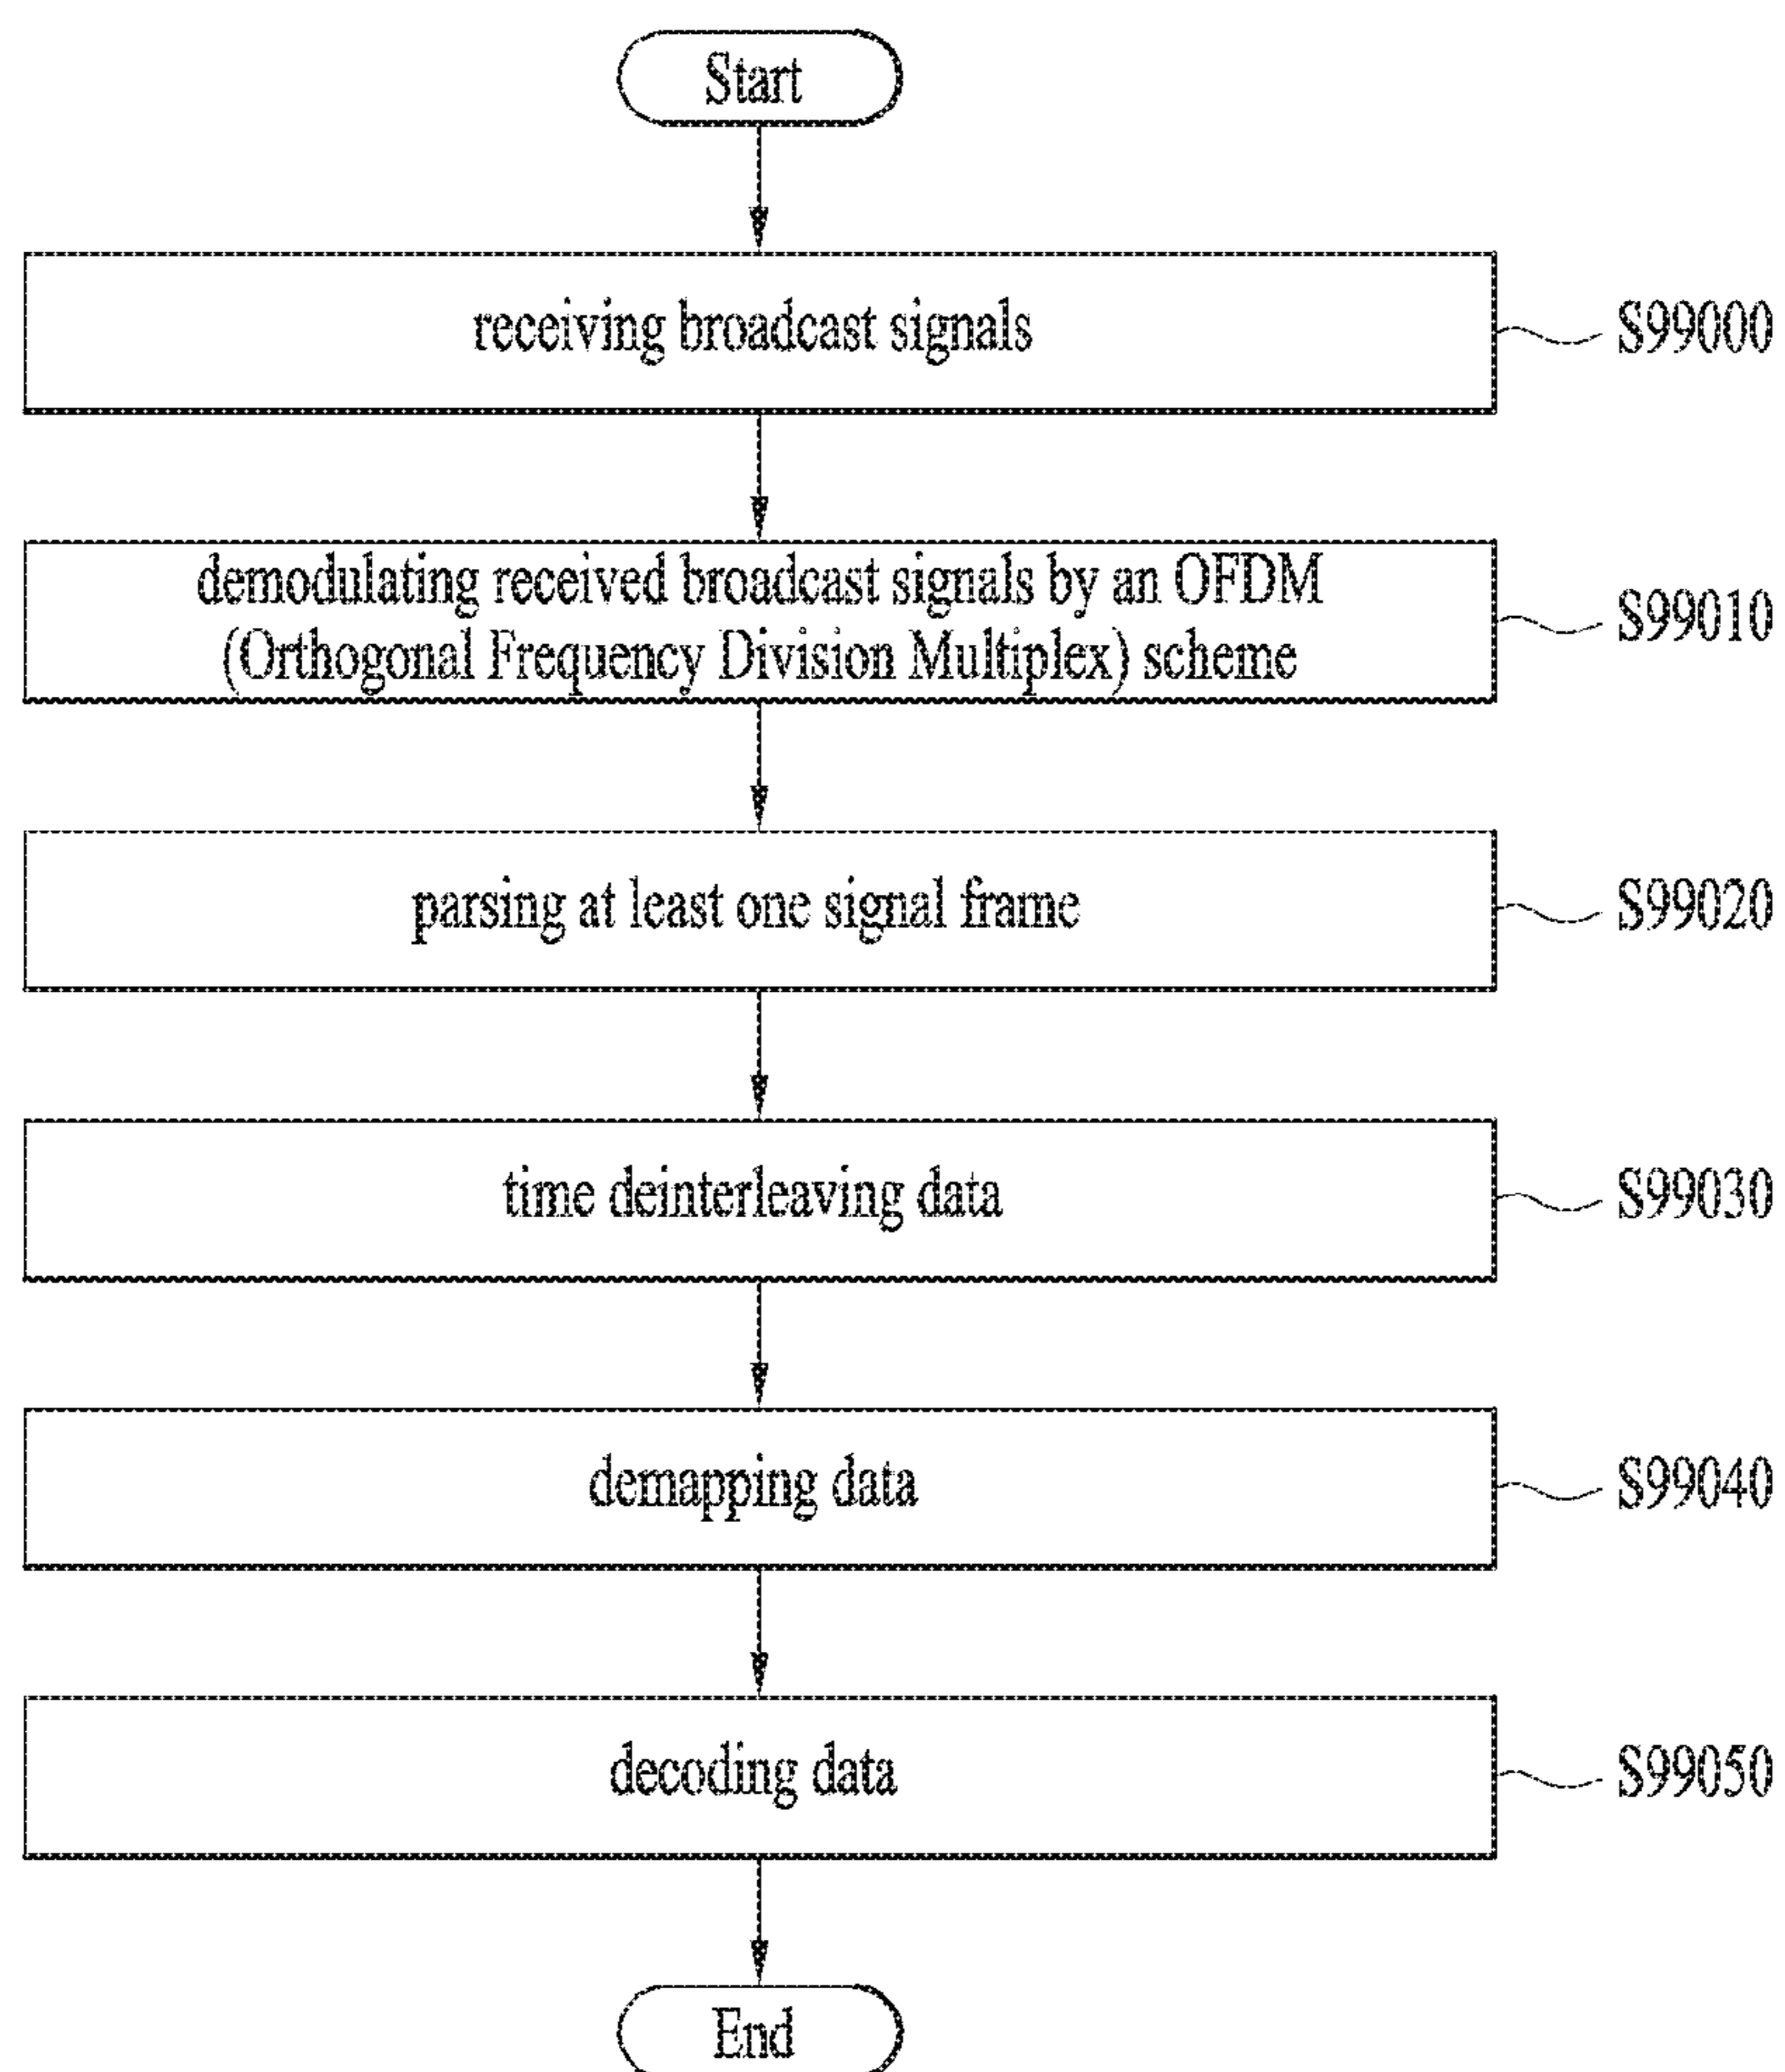 Start
receiving broadcast signals
S99000
demodulating received broadcast signals by an OFDM
(Orthogonal Frequency Division Multiplex) scheme
S99010
parsing at least one signal frame
S99020
time deinterleaving data
S99030
demapping data
S99040
decoding data
S99050
End